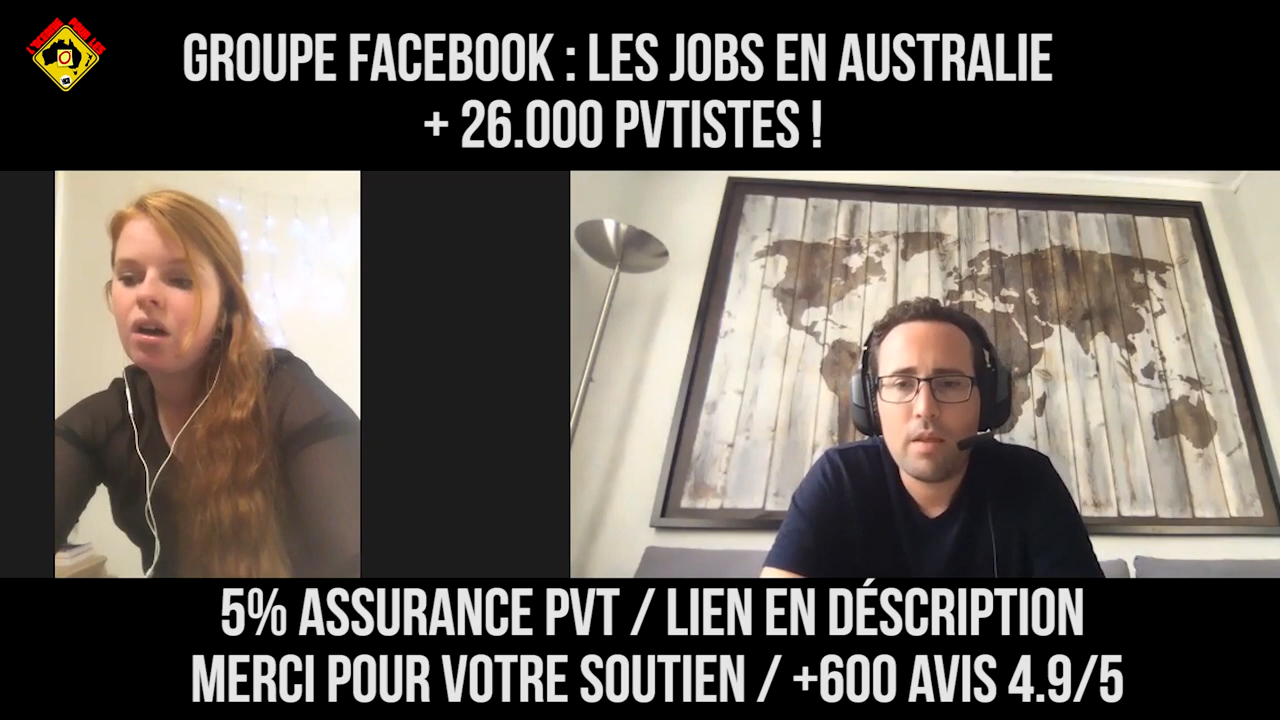 GROUPE FACEBOOK : LES JOBS EN AUSTRALIE
+ 26.000 PVTISTES !
5% ASSURANCE PVT / LIEN EN DÉSCRIPTION
MERCI POUR VOTRE SOUTIEN / +600 AVIS 4.9/5